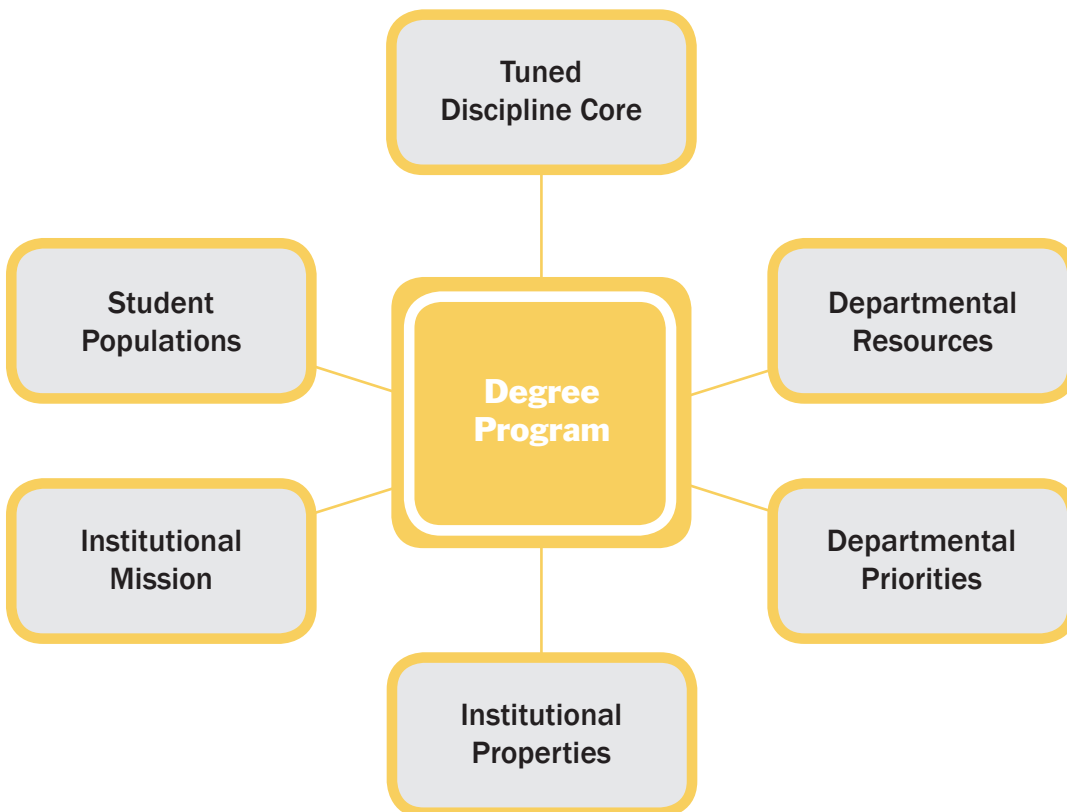 Tuned
Discipline Core
Student
Populations
Departmental
Resources
Degree
Program
Institutional
Mission
Departmental
Priorities
Institutional
Properties